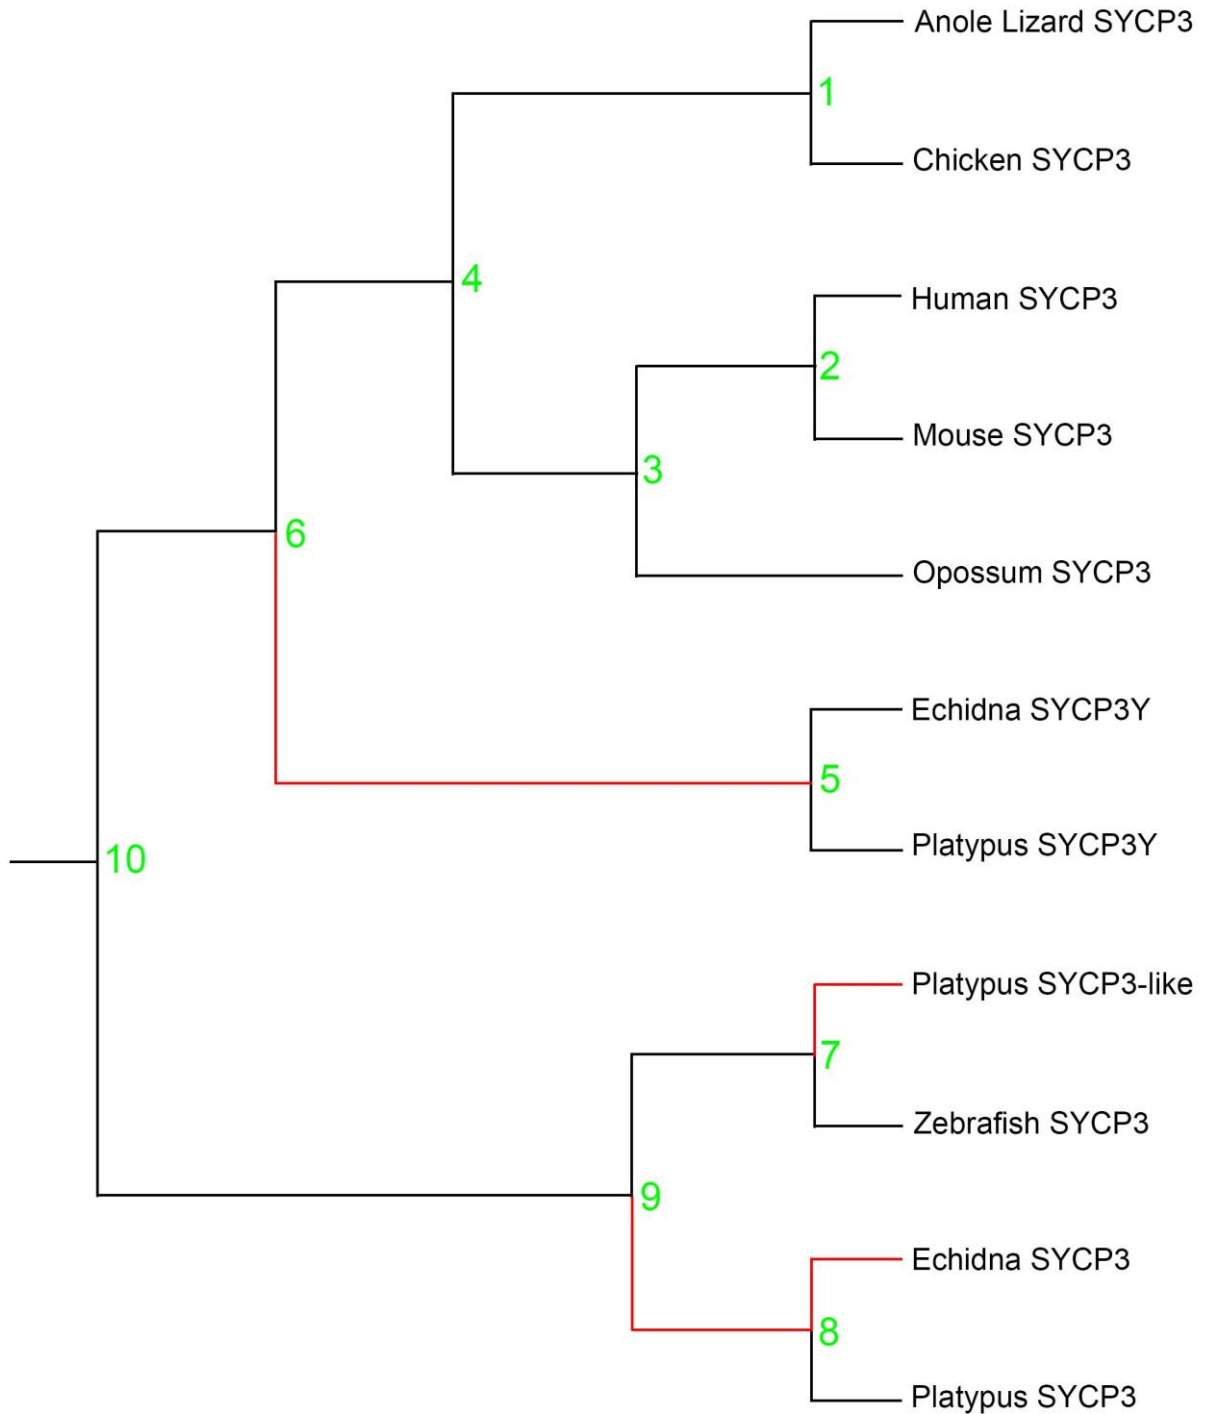 Anole Lizard SYCP3
1
Chicken SYCP3
4
Human SYCP3
2
Mouse SYCP3
3
6
Opossum SYCP3
Echidna SYCP3Y
5
Platypus SYCP3Y
10
Platypus SYCP3-like
7
Zebrafish SYCP3
9
Echidna SYCP3
8
Platypus SYCP3